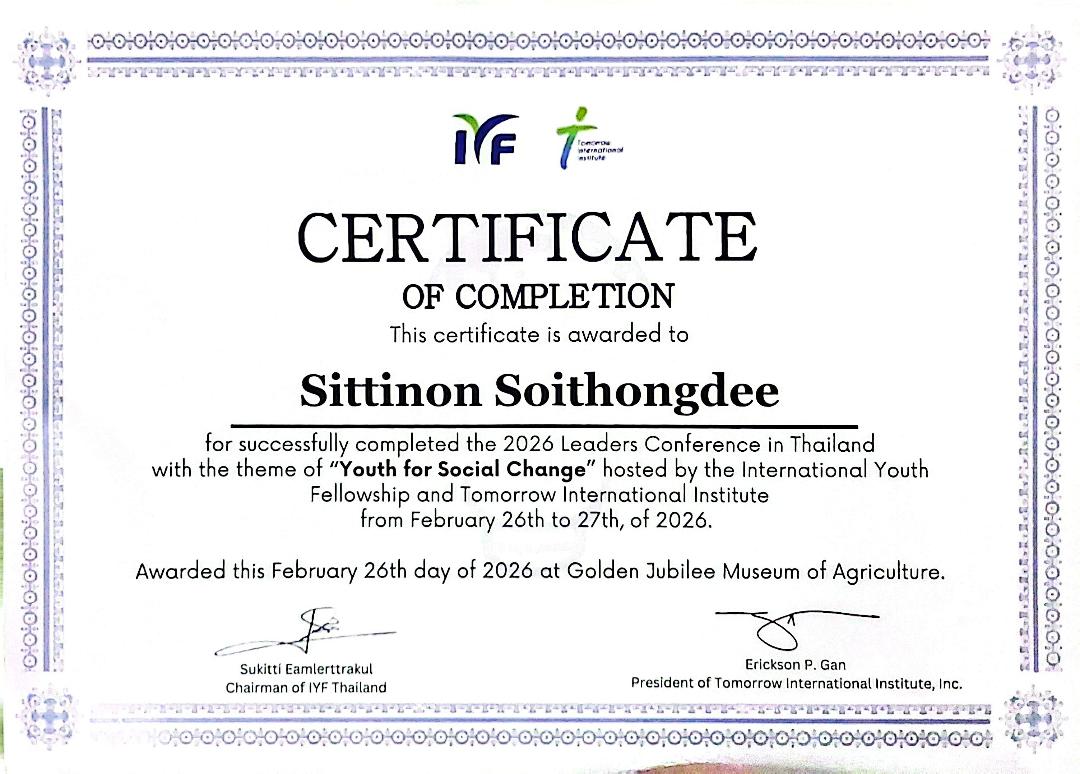 IYF
Tomorrow
International
Institute
CERTIFICATE
OF COMPLETION
This certificate is awarded to
Sittinon Soithongdee
for successfully completed the 2026 Leaders Conference in Thailand
with the theme of “Youth for Social Change” hosted by the International Youth
Fellowship and Tomorrow International Institute
from February 26th to 27th, of 2026.
Awarded this February 26th day of 2026 at Golden Jubilee Museum of Agriculture.
Sukitti Eamlerttrakul
Chairman of IYF Thailand
Erickson P. Gan
President of Tomorrow International Institute, Inc.